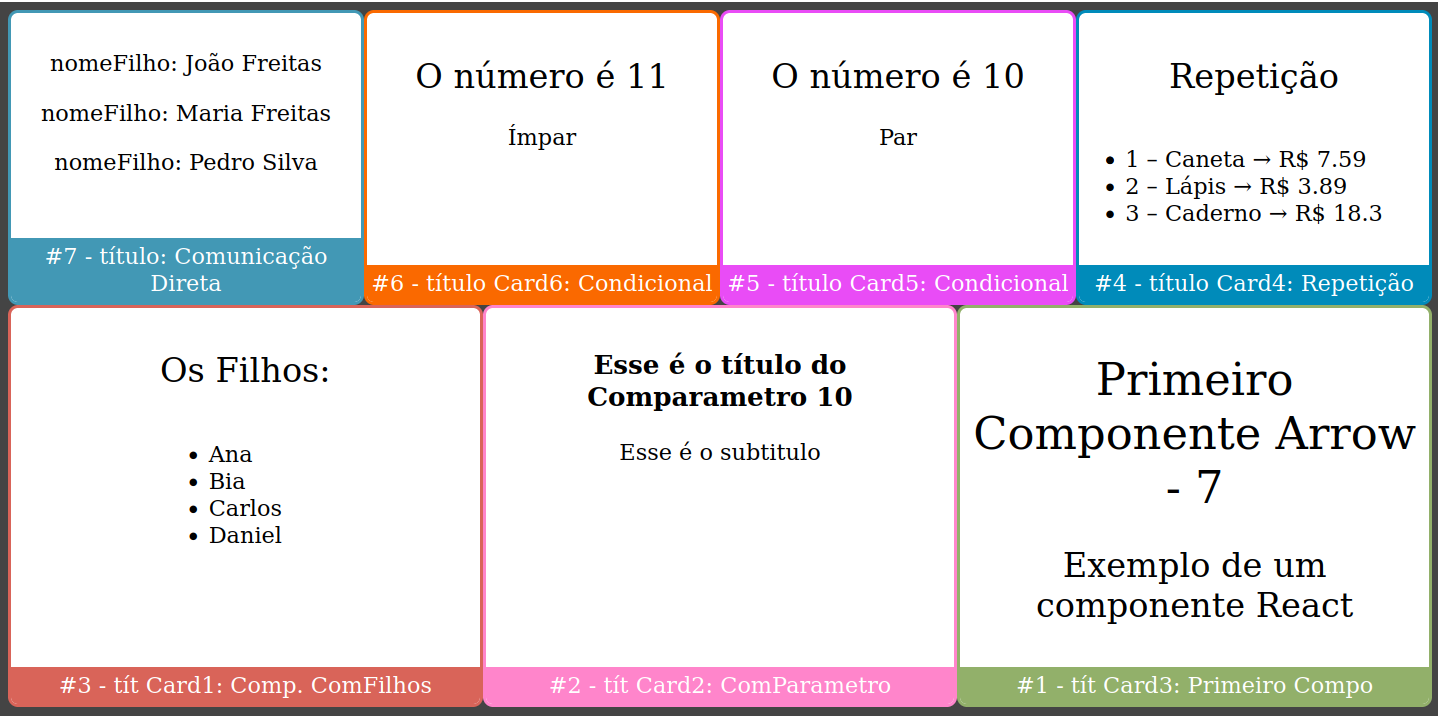 nomeFilho: João Freitas
nomeFilho: Maria Freitas
nomeFilho: Pedro Silva
#7 - título: Comunicação
Direta
O número é 11
Ímpar
#6 - título Card6: Condicional
O número é 10
Par
#5 - título Card5: Condicional
Repetição
1 – Caneta → R$ 7.59
2 – Lápis → R$ 3.89
3 – Caderno → R$ 18.3
#4 - título Card4: Repetição
Os Filhos:
Ana
Bia
Carlos
Daniel
#3 - tít Card1: Comp. ComFilhos
Esse é o título do
Comparametro 10
Esse é o subtitulo
#2 - tít Card2: ComParametro
Primeiro
Componente Arrow
- 7
Exemplo de um
componente React
#1 - tít Card3: Primeiro Compo